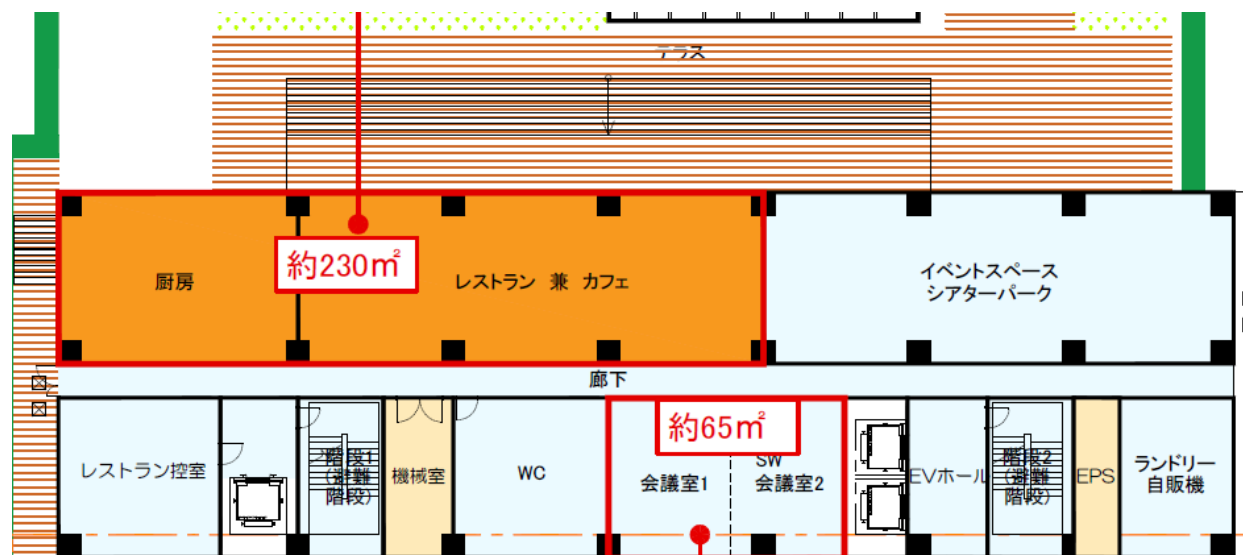 テラス
厨房
約230㎡
レストラン 兼 カフェ
イベントスペース
シアターパーク
廊下
レストラン控室
階段1
(避難
階段)
機械室
WC
約65㎡
会議室1
SW
会議室2
EVホール
階段2
(避難
階段)
EPS
ランドリー
自販機